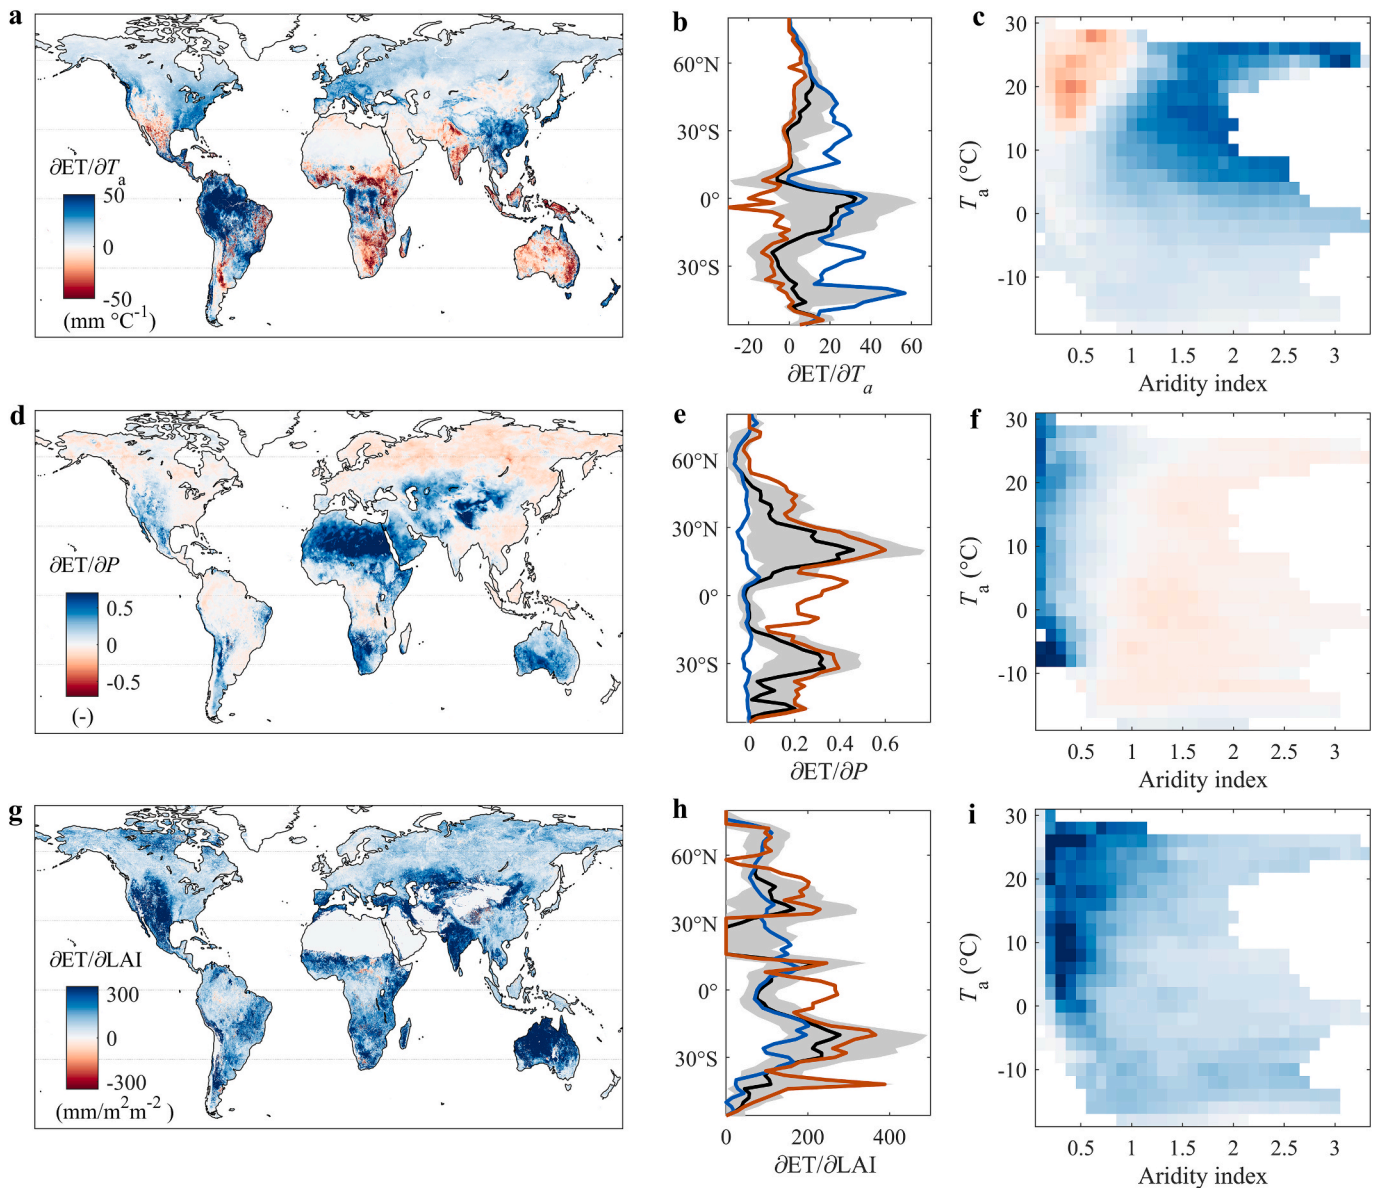 a
∂ET/∂Tₐ
50
0
-50
(mm °C⁻¹)
b
60°N
30°S
0°
30°S
-20 0 20 40 60
∂ET/∂Tₐ
c
30
20
10
0
-10
Tₐ (°C)
0.5 1 1.5 2 2.5 3
Aridity index
d
∂ET/∂P
0.5
0
-0.5
(-)
e
60°N
30°N
0°
30°S
0 0.2 0.4 0.6
∂ET/∂P
f
30
20
10
0
-10
Tₐ (°C)
0.5 1 1.5 2 2.5 3
Aridity index
g
∂ET/∂LAI
300
0
-300
(mm/m²m⁻²)
h
60°N
30°N
0°
30°S
0 200 400
∂ET/∂LAI
i
30
20
10
0
-10
Tₐ (°C)
0.5 1 1.5 2 2.5 3
Aridity index